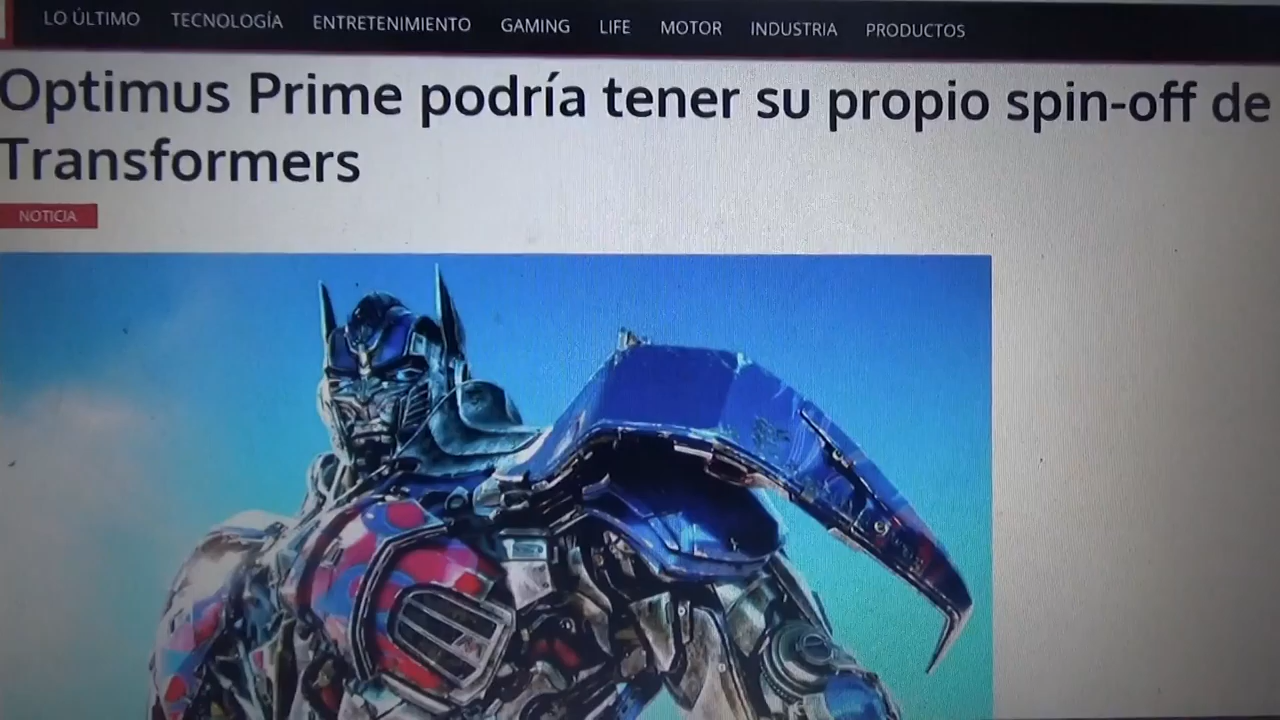 LO ÚLTIMO TECNOLOGÍA ENTRETENIMIENTO GAMING LIFE MOTOR INDUSTRIA PRODUCTOS
Optimus Prime podría tener su propio spin-off de
Transformers
NOTICIA